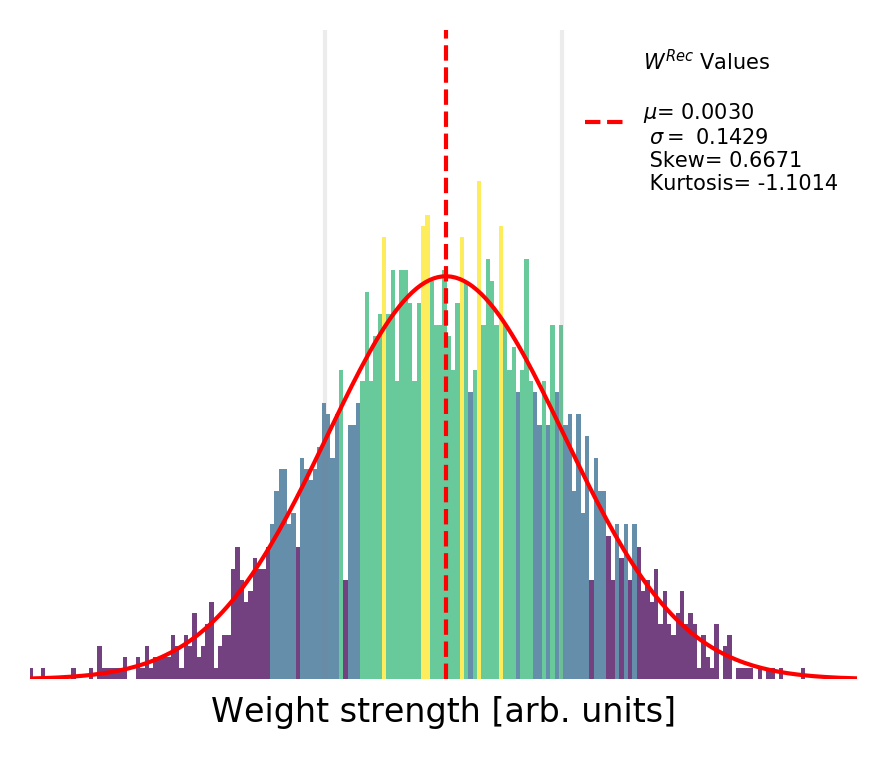 W^{Rec} Values
μ= 0.0030
σ = 0.1429
Skew= 0.6671
Kurtosis= -1.1014
Weight strength [arb. units]